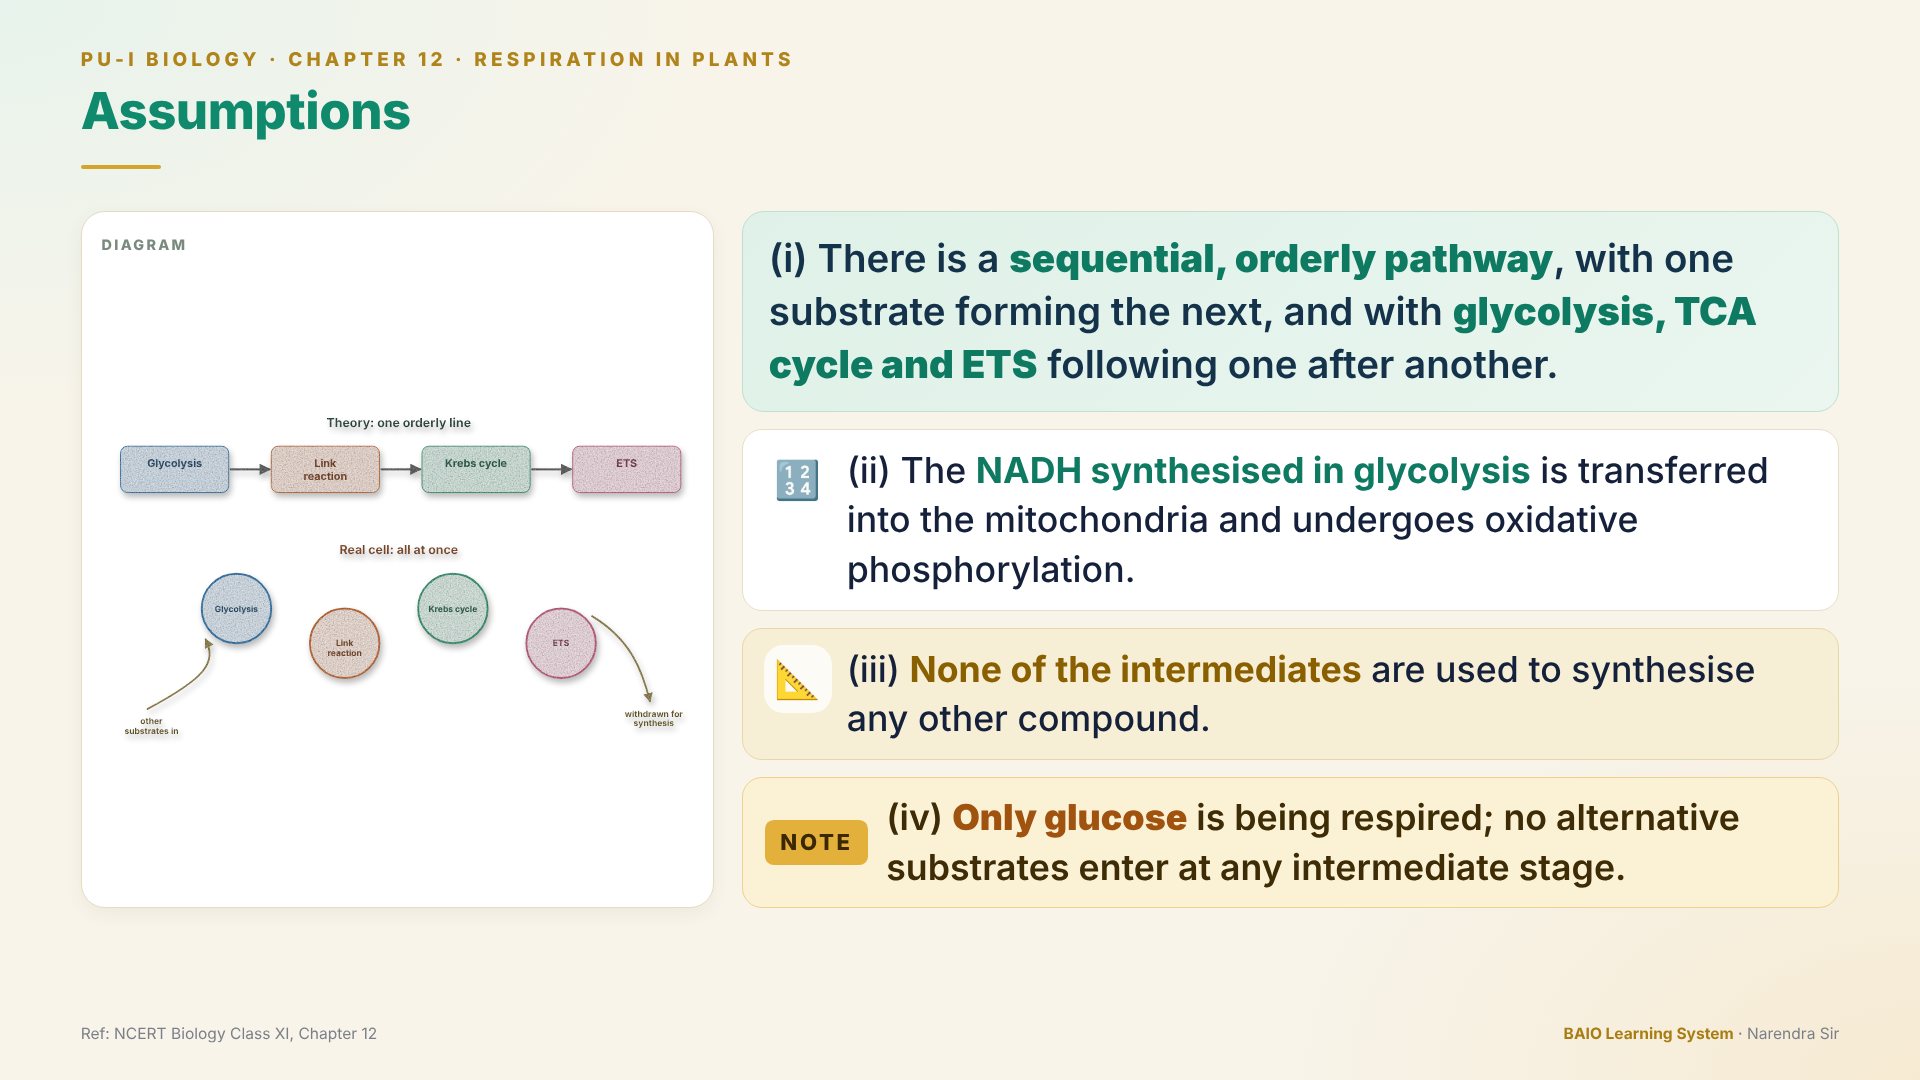 PU-I BIOLOGY · CHAPTER 12 · RESPIRATION IN PLANTS
Assumptions
DIAGRAM
Theory: one orderly line
Glycolysis
Link
reaction
Krebs cycle
ETS
Real cell: all at once
Glycolysis
Link
reaction
Krebs cycle
ETS
other
substrates in
withdrawn for
synthesis
(i) There is a sequential, orderly pathway, with one
substrate forming the next, and with glycolysis, TCA
cycle and ETS following one after another.
(ii) The NADH synthesised in glycolysis is transferred
into the mitochondria and undergoes oxidative
phosphorylation.
(iii) None of the intermediates are used to synthesise
any other compound.
NOTE
(iv) Only glucose is being respired; no alternative
substrates enter at any intermediate stage.
Ref: NCERT Biology Class XI, Chapter 12
BAIO Learning System · Narendra Sir